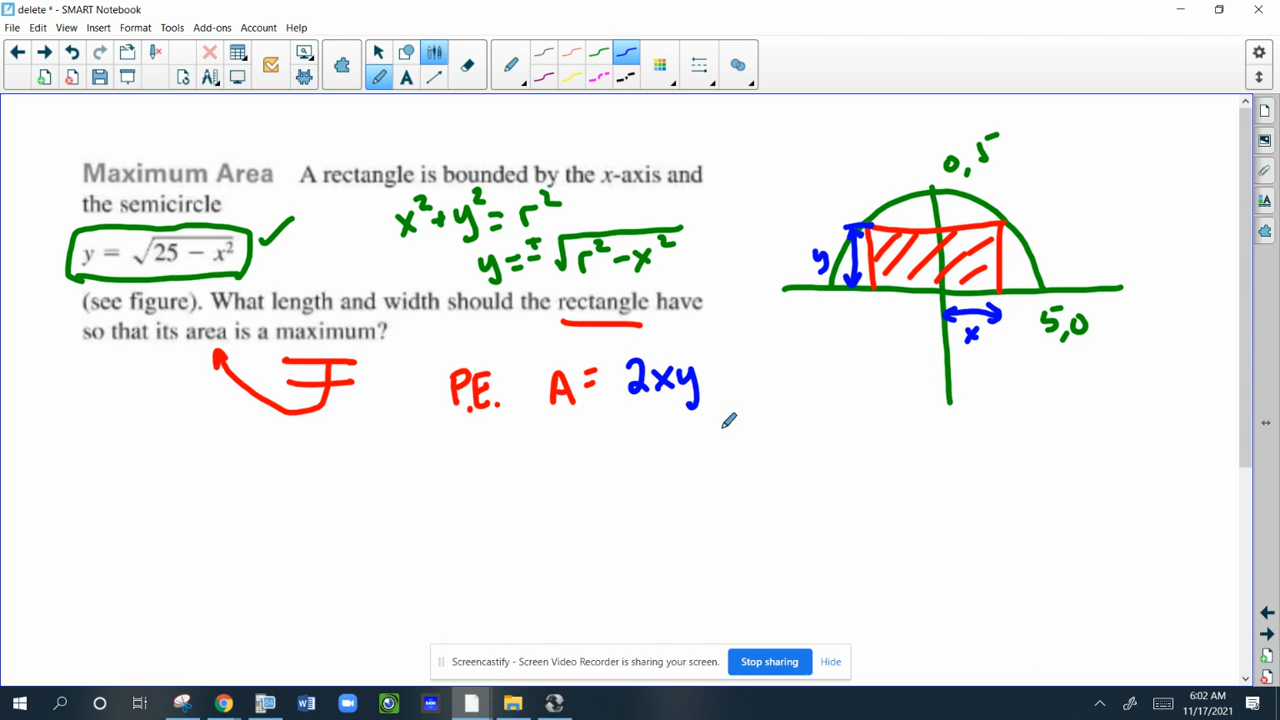 delete * - SMART Notebook
File Edit View Insert Format Tools Add-ons Account Help
Maximum Area A rectangle is bounded by the x-axis and
the semicircle
x² + y² = r²
y = √25 − x²
y = ± √r² − x²
(see figure). What length and width should the rectangle have
so that its area is a maximum?
P.E. A = 2xy
0,5
y
x
5,0
Screencastify - Screen Video Recorder is sharing your screen. Stop sharing Hide
6:02 AM
11/17/2021